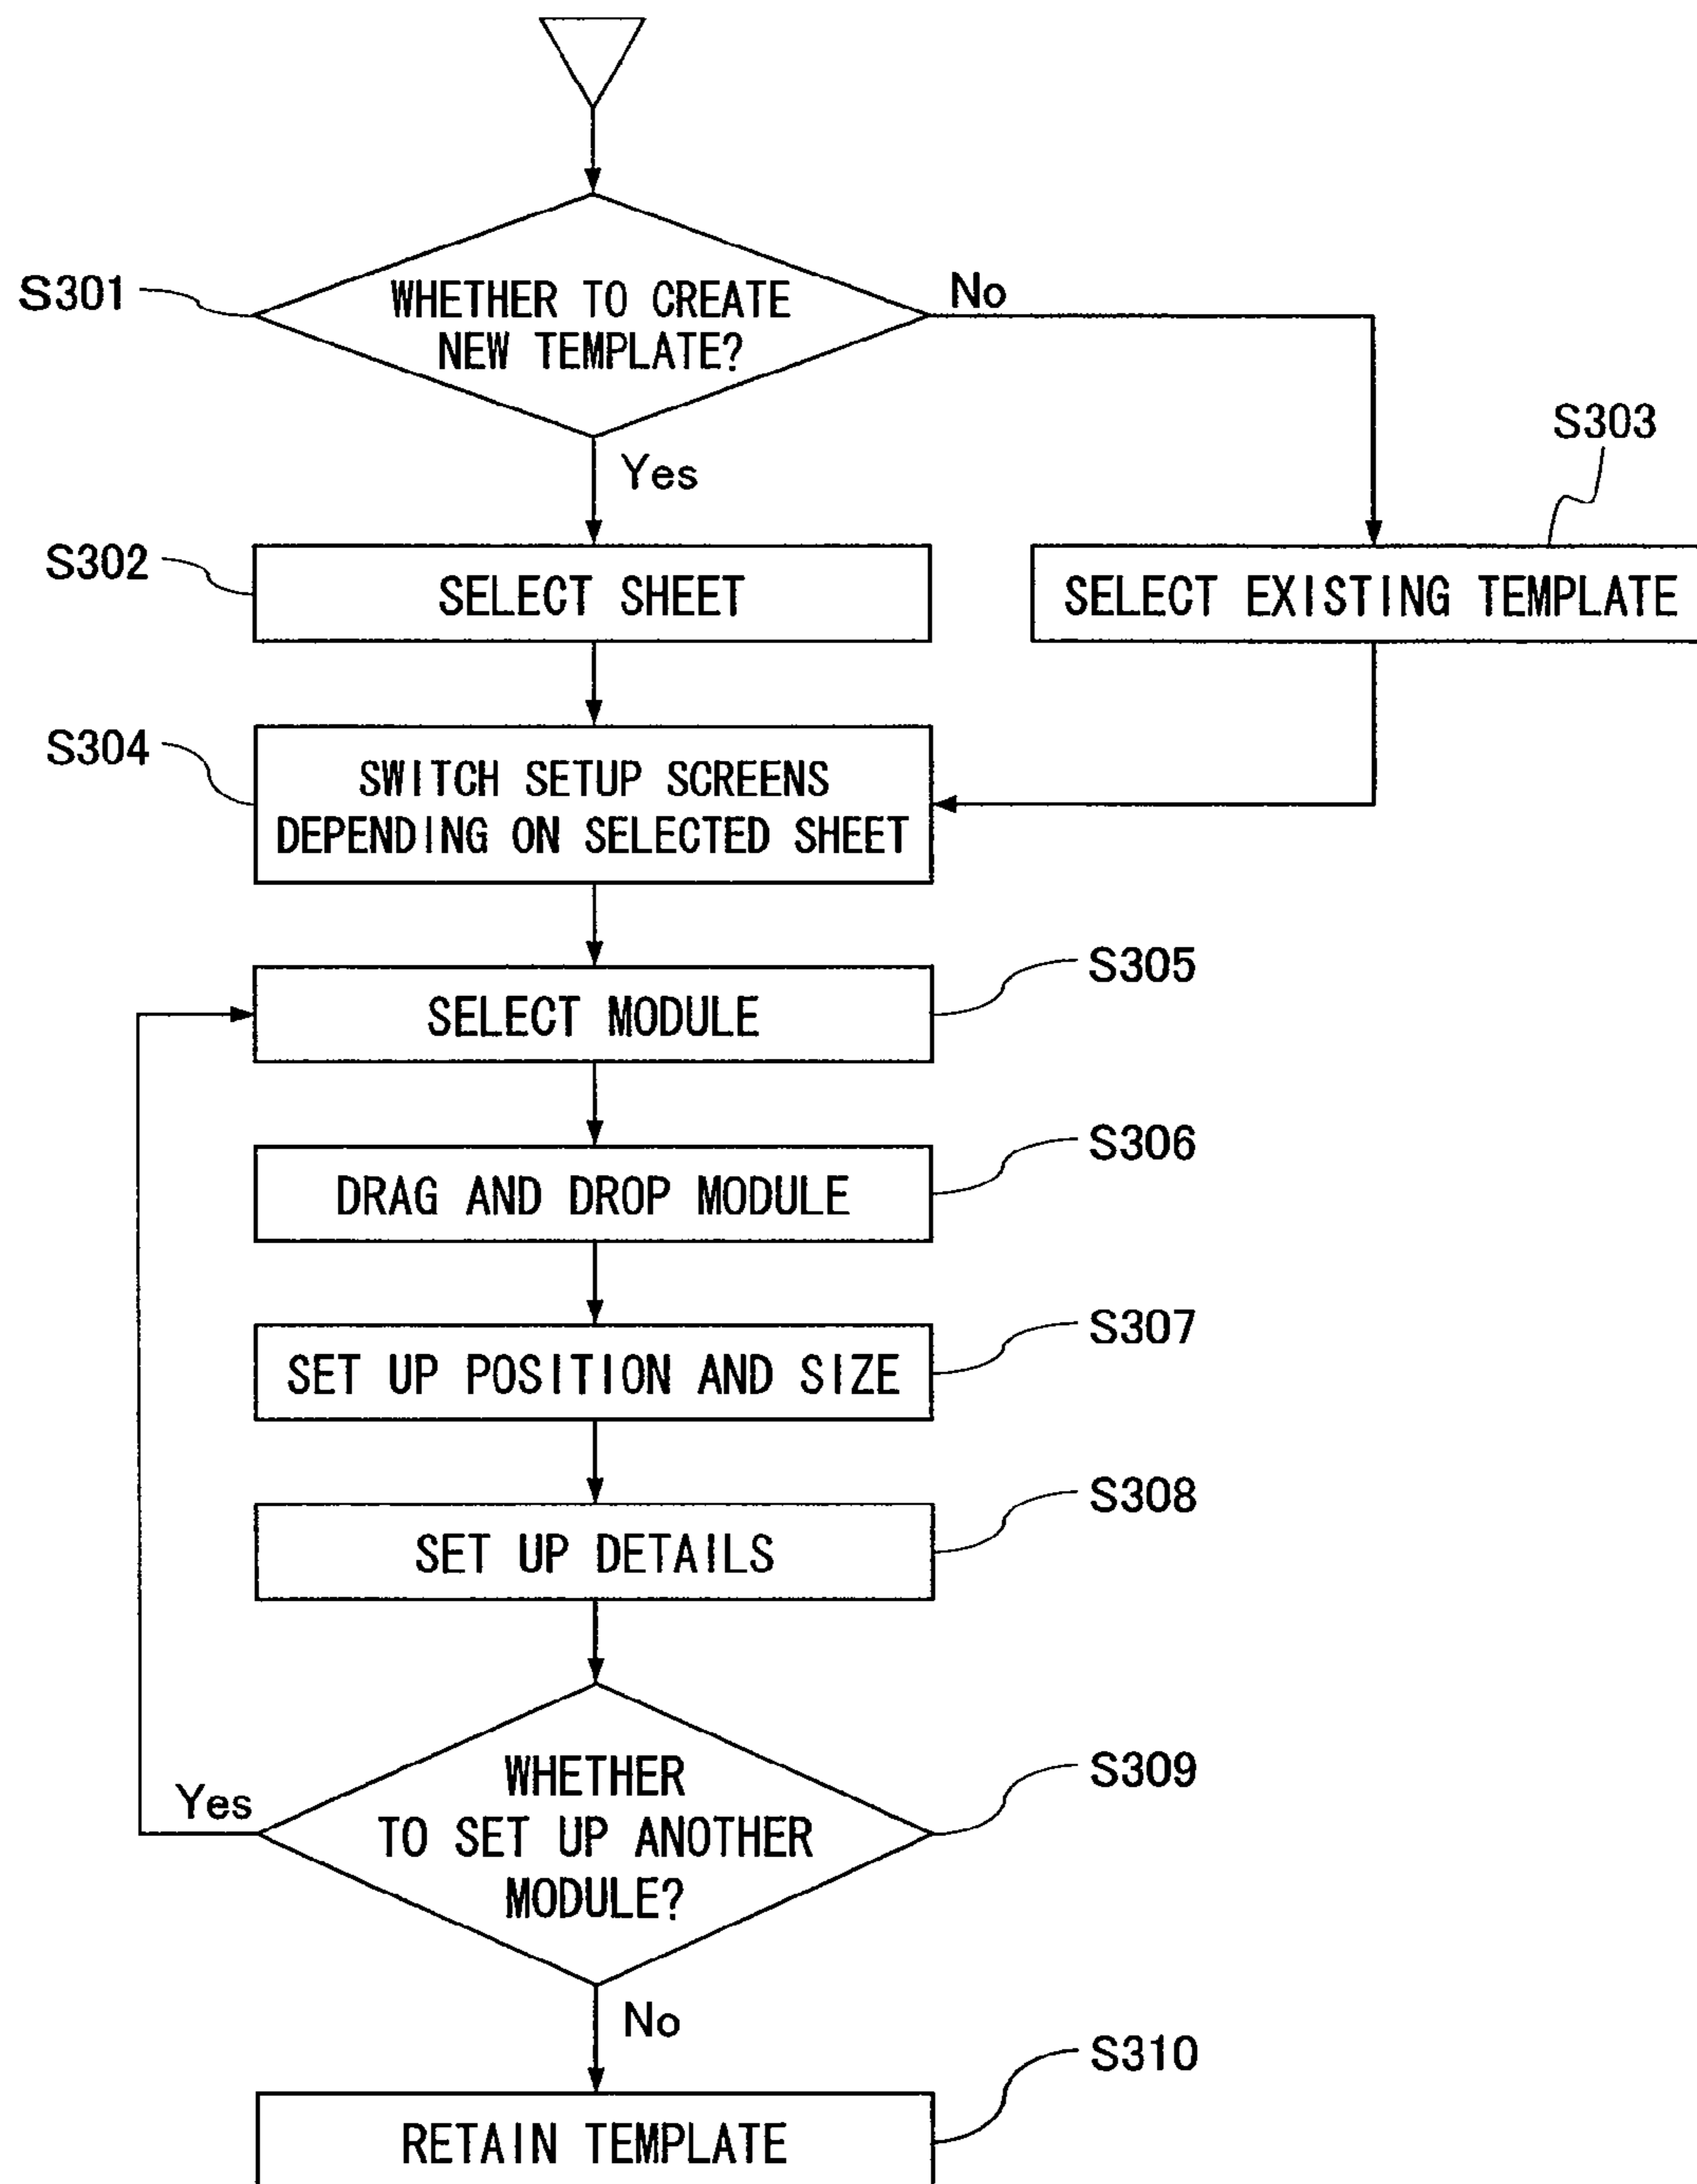 S301
WHETHER TO CREATE
NEW TEMPLATE?
No
Yes
S303
S302
SELECT SHEET
SELECT EXISTING TEMPLATE
S304
SWITCH SETUP SCREENS
DEPENDING ON SELECTED SHEET
S305
SELECT MODULE
S306
DRAG AND DROP MODULE
S307
SET UP POSITION AND SIZE
S308
SET UP DETAILS
S309
WHETHER
TO SET UP ANOTHER
MODULE?
Yes
No
S310
RETAIN TEMPLATE